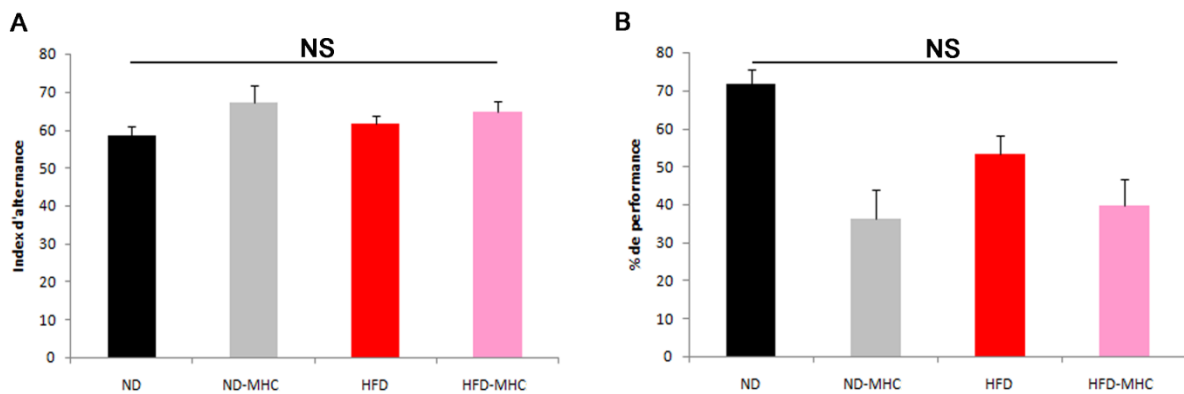 A
NS
80
70
60
50
40
30
20
10
0
Index d'alternance
ND
ND-MHC
HFD
HFD-MHC
B
NS
80
70
60
50
40
30
20
10
0
% de performance
ND
ND-MHC
HFD
HFD-MHC